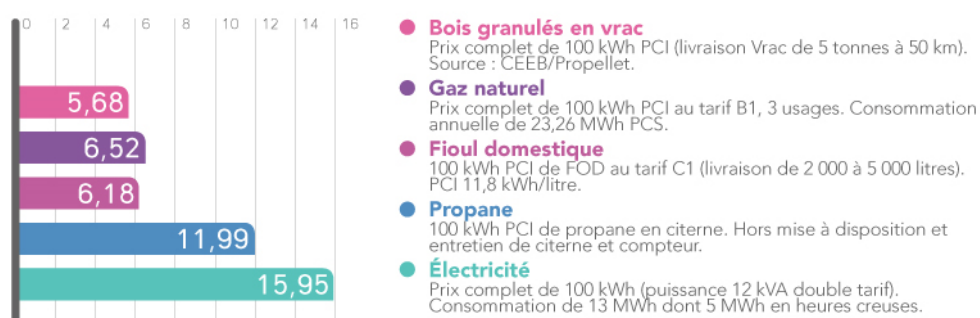 0 2 4 6 8 10 12 14 16
Bois granulés en vrac
Prix complet de 100 kWh PCI (livraison Vrac de 5 tonnes à 50 km).
Source : CEEB/Propellet.
5,68
Gaz naturel
Prix complet de 100 kWh PCI au tarif B1, 3 usages. Consommation
annuelle de 23,26 MWh PCS.
6,52
Fioul domestique
100 kWh PCI de FOD au tarif C1 (livraison de 2 000 à 5 000 litres).
PCI 11,8 kWh/litre.
6,18
Propane
100 kWh PCI de propane en citerne. Hors mise à disposition et
entretien de citerne et compteur.
11,99
Électricité
Prix complet de 100 kWh (puissance 12 kVA double tarif).
Consommation de 13 MWh dont 5 MWh en heures creuses.
15,95